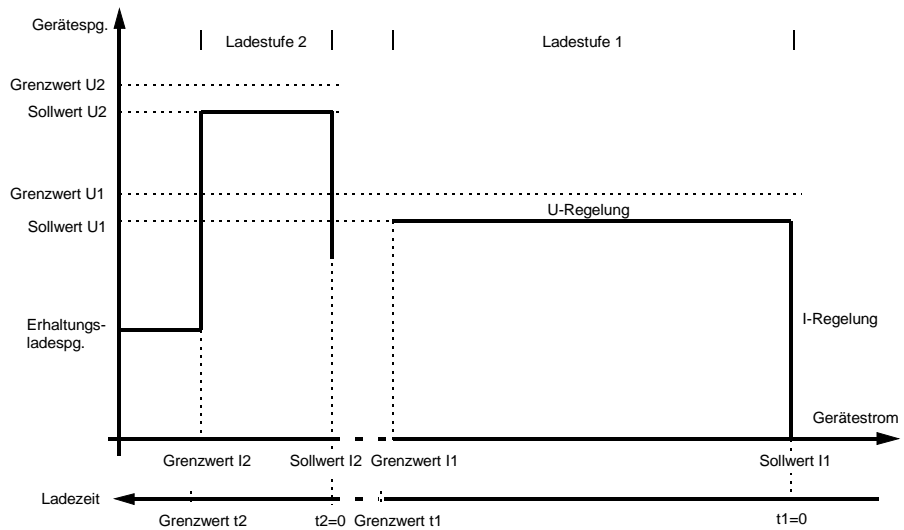 Gerätespg.
Ladestufe 2
Ladestufe 1
Grenzwert U2
Sollwert U2
Grenzwert U1
U-Regelung
Sollwert U1
Erhaltungs-
ladespg.
I-Regelung
Gerätestrom
Grenzwert I2
Sollwert I2
Grenzwert I1
Sollwert I1
Ladezeit
Grenzwert t2
t2=0
Grenzwert t1
t1=0